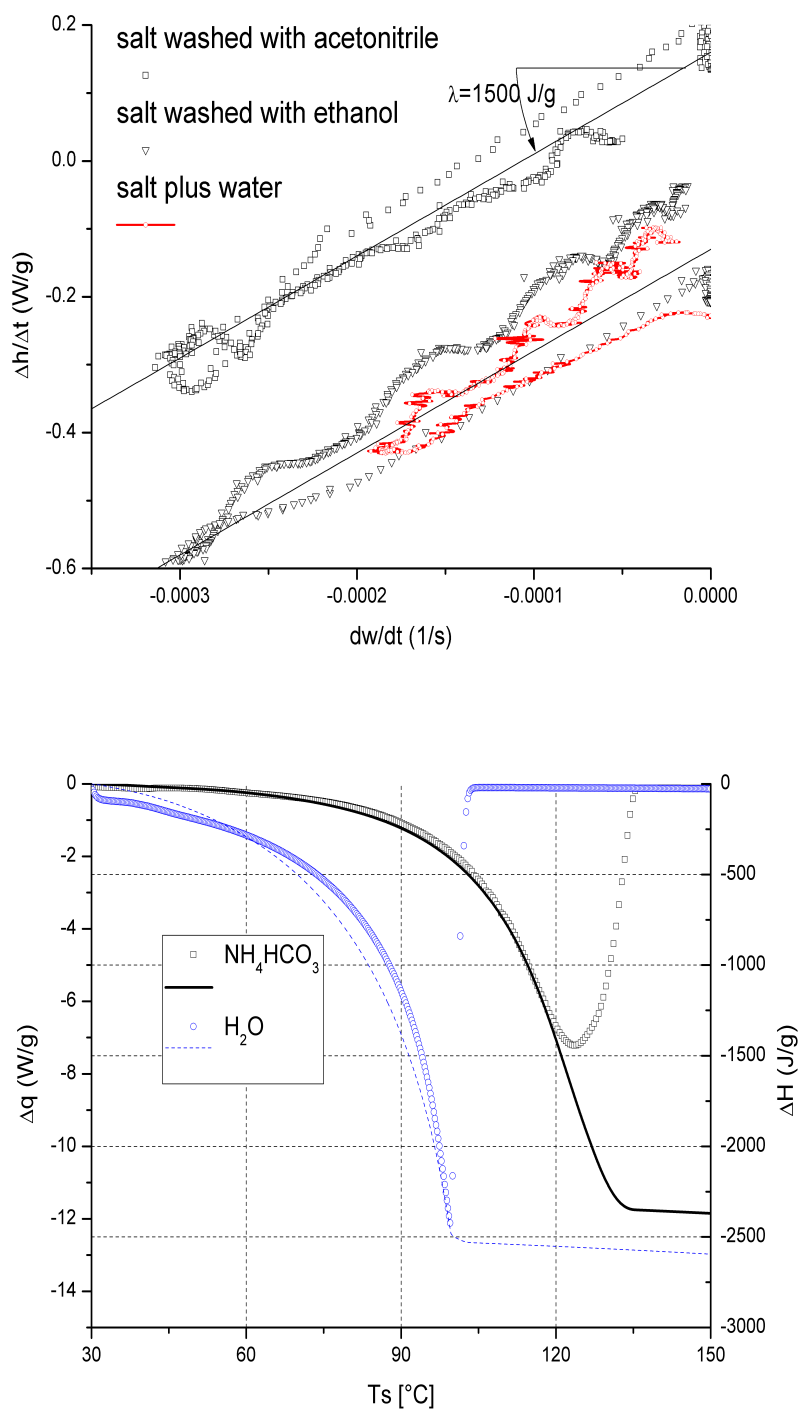 0.2
salt washed with acetonitrile
λ=1500 J/g
salt washed with ethanol
0.0
salt plus water
-0.2
-0.4
-0.6
Δh/Δt (W/g)
-0.0003 -0.0002 -0.0001 0.0000
dw/dt (1/s)
0 0
-2
-500
-4
NH₄HCO₃
-1000
-6
H₂O
-1500
-8
-10 -2000
-12
-2500
-14
-3000
Δq (W/g)
ΔH (J/g)
30 60 90 120 150
Ts [°C]